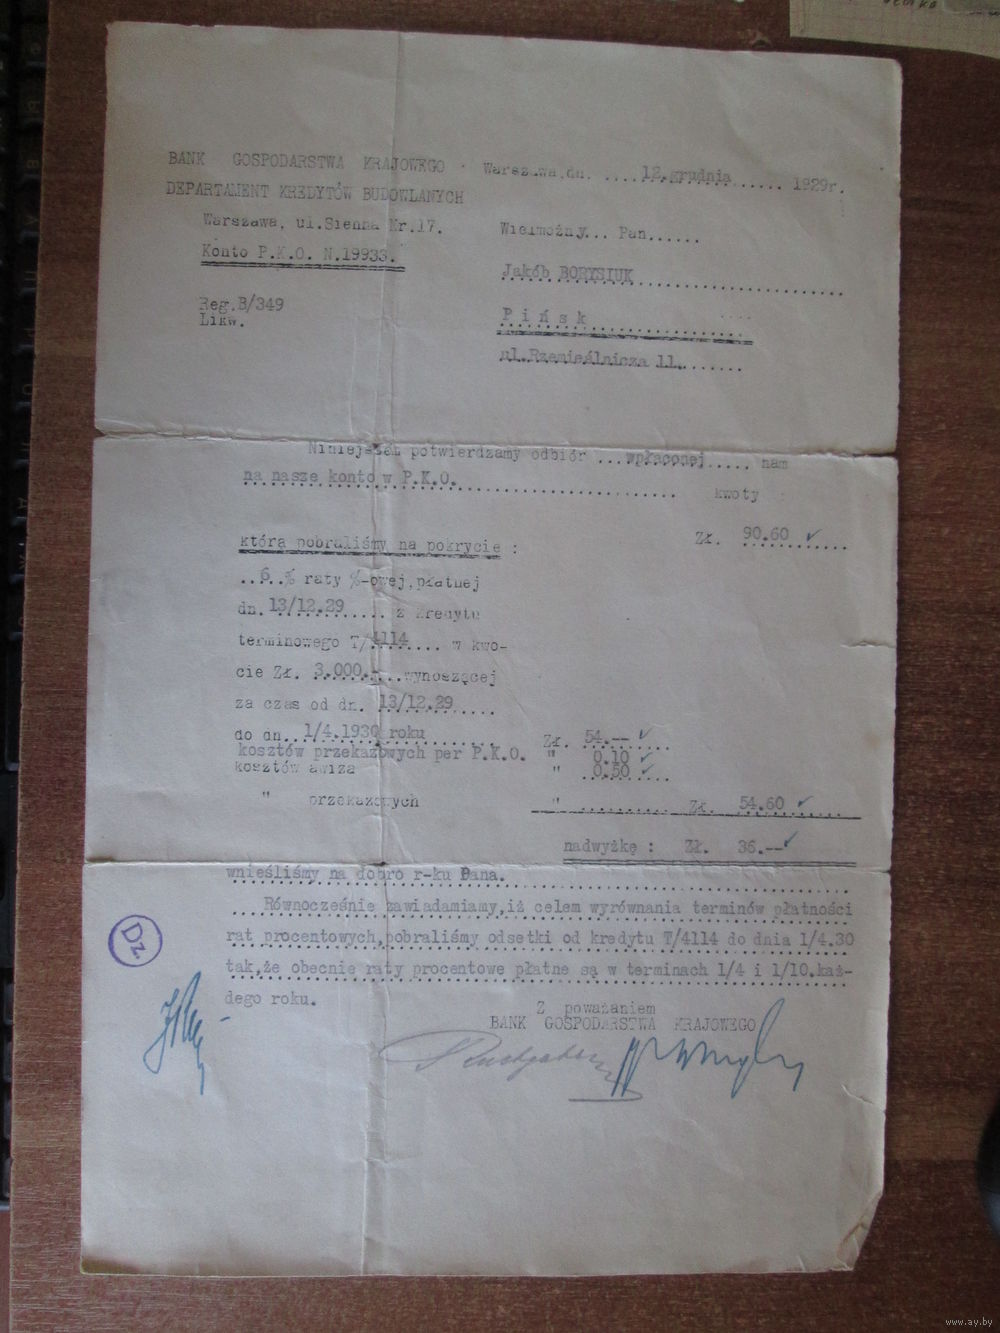 BANK GOSPODARSTWA KRAJOWEGO
DEPARTAMENT KREDYTÓW BUDOWLANYCH
Warszawa, ul.Sienna Nr.17.
Konto P.K.O. N.19933.
Reg.B/349
Likw.
Warszawa,dn. ....12.grudnia...... 1929r.
Wielmożny... Pan......
Jakób BORYSIUK
Pińsk
ul.Rzemieślnicza 11.
Niniejszem potwierdzamy odbiór ...wpłaconej..... nam
na nasze konto w P.K.O. kwoty
Zł. 90.60
którą pobraliśmy na pokrycie :
..6..% raty %-owej,płatnej
dn.13/12.29...... z kredytu
terminowego T/4114.... w kwo-
cie Zł. 3.000.-...wynoszącej
za czas od dn. 13/12.29
do dn..1/4.1930 roku Zł. 54.--
kosztów przekazowych per P.K.O. " 0.10
kosztów awiza " 0.50
" przekazowych " .......... Zł. 54.60
nadwyżkę : Zł. 36.--
wnieśliśmy na dobro r-ku Pana.
Równocześnie zawiadamiamy,iż celem wyrównania terminów płatności
rat procentowych,pobraliśmy odsetki od kredytu T/4114 do dnia 1/4.30
tak,że obecnie raty procentowe płatne są w terminach 1/4 i 1/10.każ-
dego roku.
Z poważaniem
BANK GOSPODARSTWA KRAJOWEGO
Dz.
www.ay.by